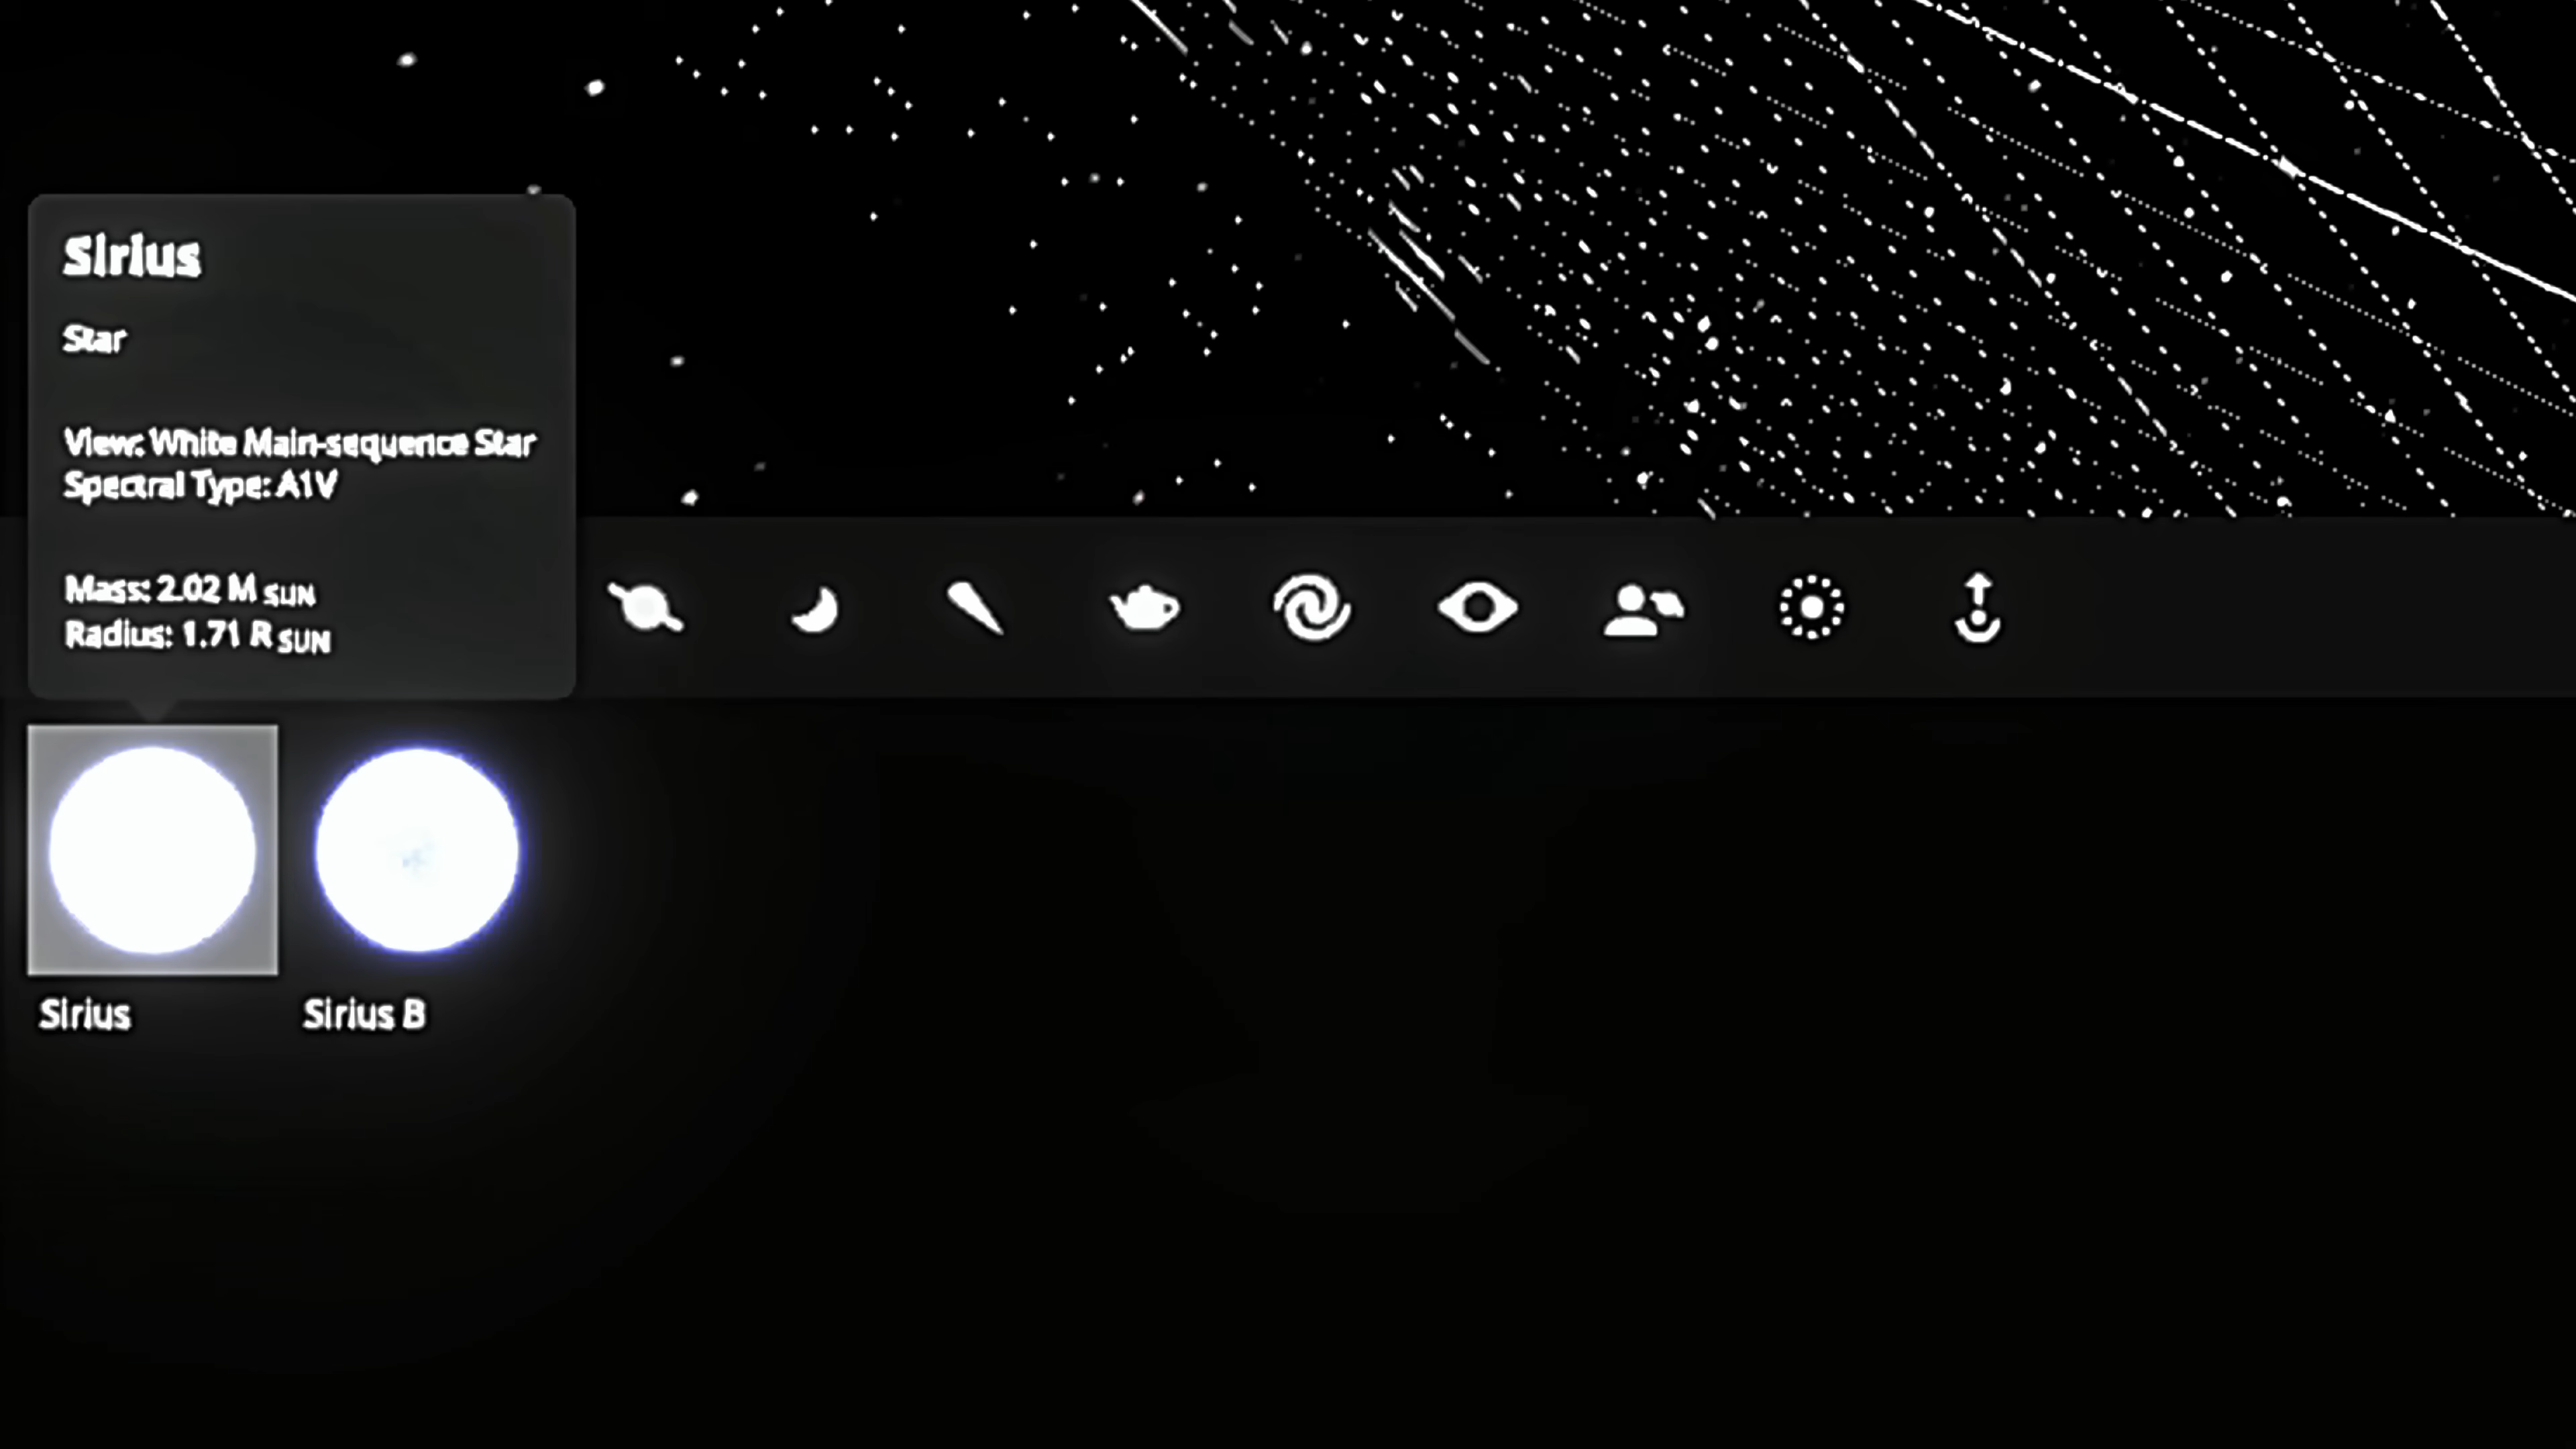 Sirius
Star
View: White Main-sequence Star
Spectral Type: A1V
Mass: 2.02 M SUN
Radius: 1.71 R SUN
Sirius
Sirius B